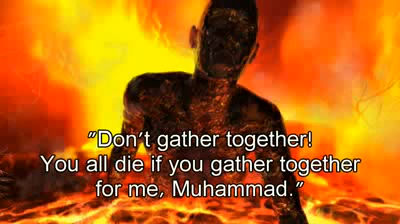 "Don't gather together!
You all die if you gather together
for me, Muhammad."